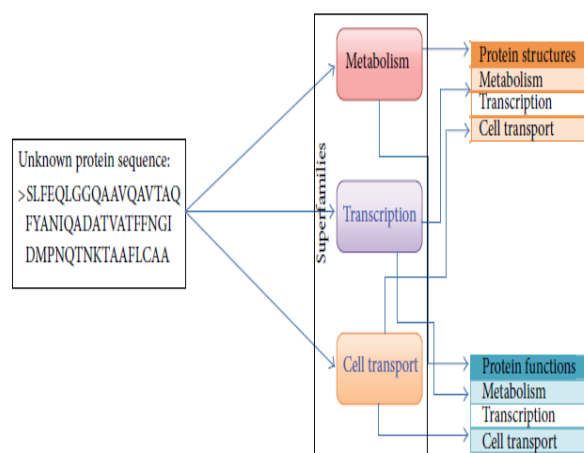 Unknown protein sequence:
>SLFEQLGGQAAVQAVTAQ
FYANIQADATVATFFNGI
DMPNQTNKTAAFLCAA
Superfamilies
Metabolism
Transcription
Cell transport
Protein structures
Metabolism
Transcription
Cell transport
Protein functions
Metabolism
Transcription
Cell transport